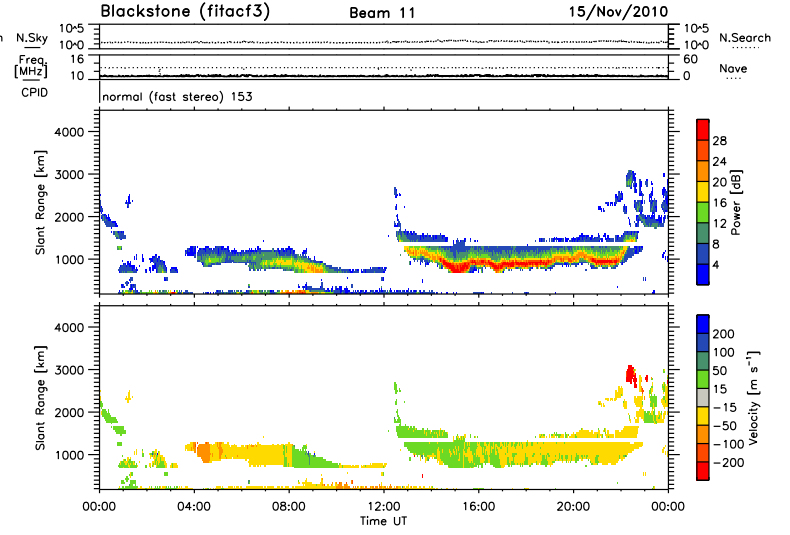 Blackstone (fitacf3) Beam 11 15/Nov/2010
N.Sky 10^5 10^5 N.Search
10^0 10^0
Freq. 16 60
[MHz] 10 0 Nave
CPID normal (fast stereo) 153
Slant Range [km]
4000
3000
2000
1000
28
24
20
16
12
8
4
Power [dB]
Slant Range [km]
4000
3000
2000
1000
200
100
50
15
-15
-50
-100
-200
Velocity [m s⁻¹]
00:00 04:00 08:00 12:00 16:00 20:00 00:00
Time UT